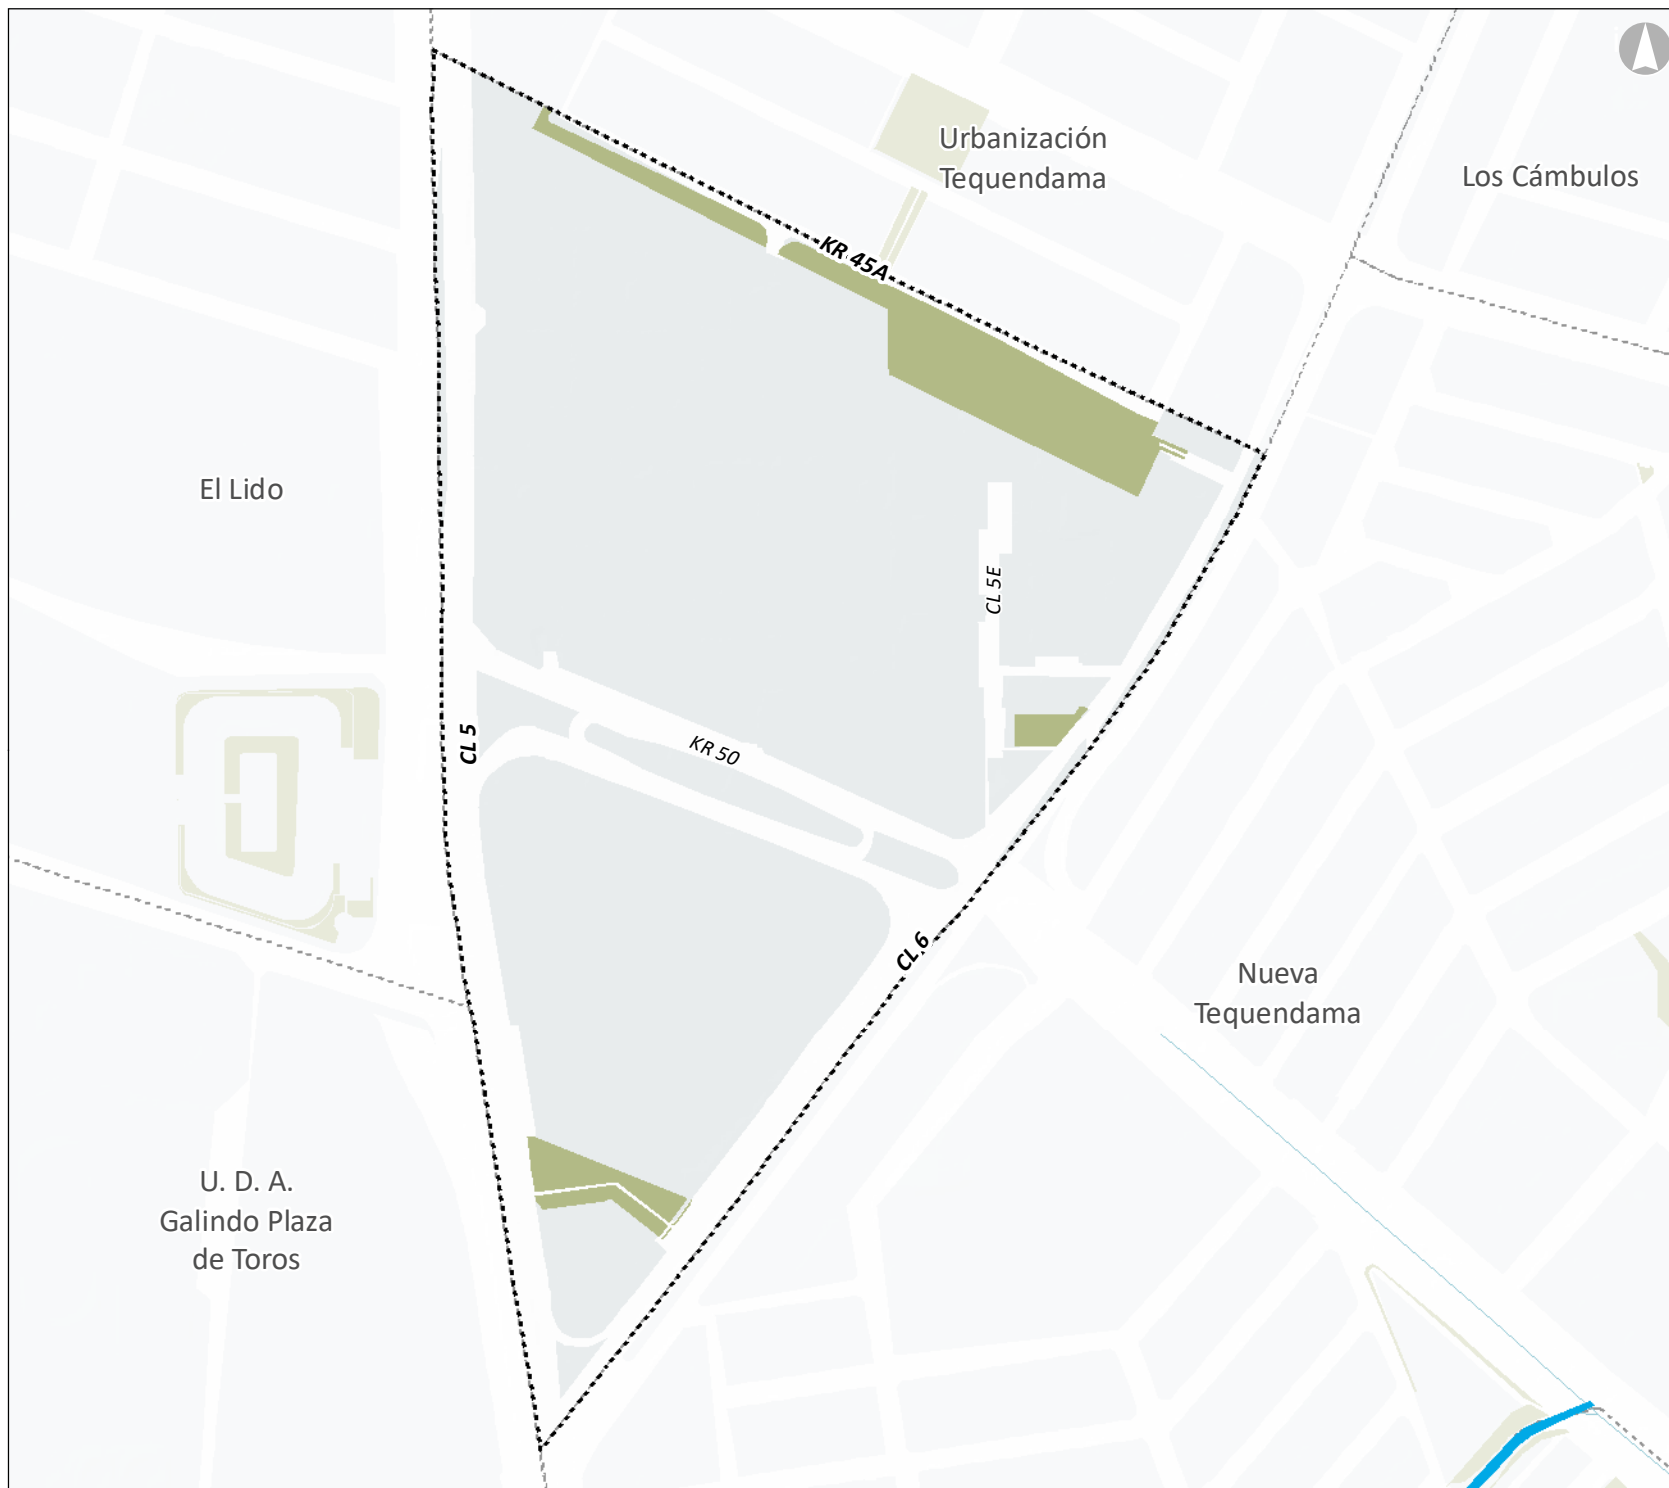 Urbanización
Tequendama
Los Cámbulos
KR 45A
El Lido
CL 5E
CL 5
KR 50
CL 6
Nueva
Tequendama
U. D. A.
Galindo Plaza
de Toros